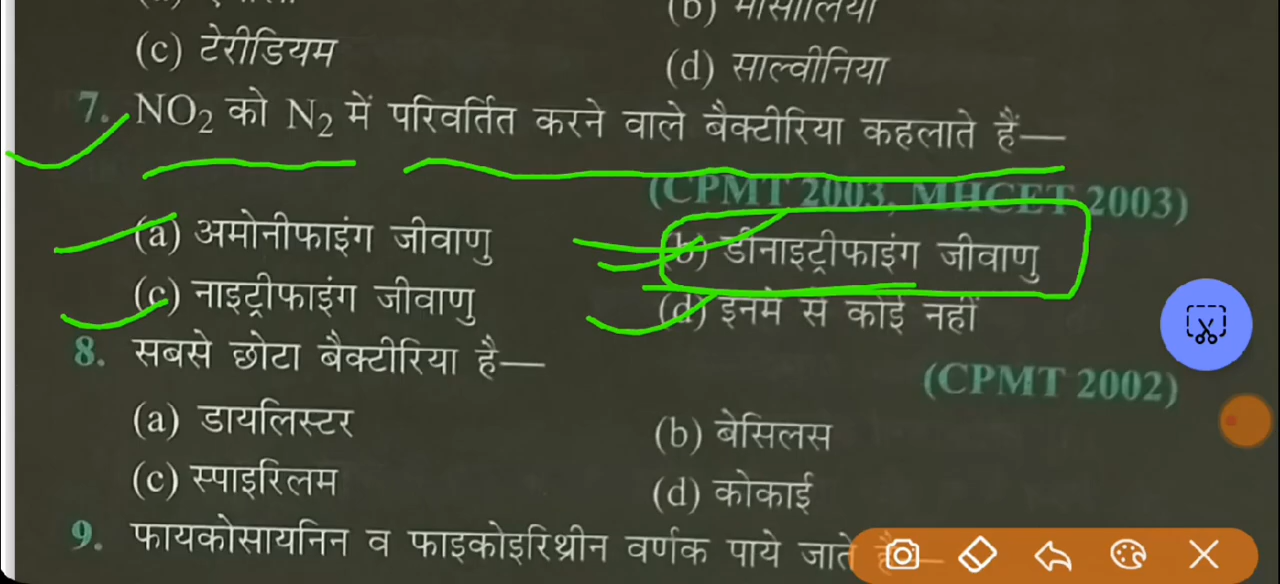 (b) मार्सीलिया
(c) टेरीडियम
(d) साल्वीनिया
7. NO₂ को N₂ में परिवर्तित करने वाले बैक्टीरिया कहलाते हैं—
(CPMT 2003, MHCET 2003)
(a) अमोनीफाइंग जीवाणु
(b) डीनाइट्रीफाइंग जीवाणु
(c) नाइट्रीफाइंग जीवाणु
(d) इनमे से कोई नहीं
8. सबसे छोटा बैक्टीरिया है—
(CPMT 2002)
(a) डायलिस्टर
(b) बेसिलस
(c) स्पाइरिलम
(d) कोकाई
9. फायकोसायनिन व फाइकोइरिथ्रीन वर्णक पाये जाते हैं—